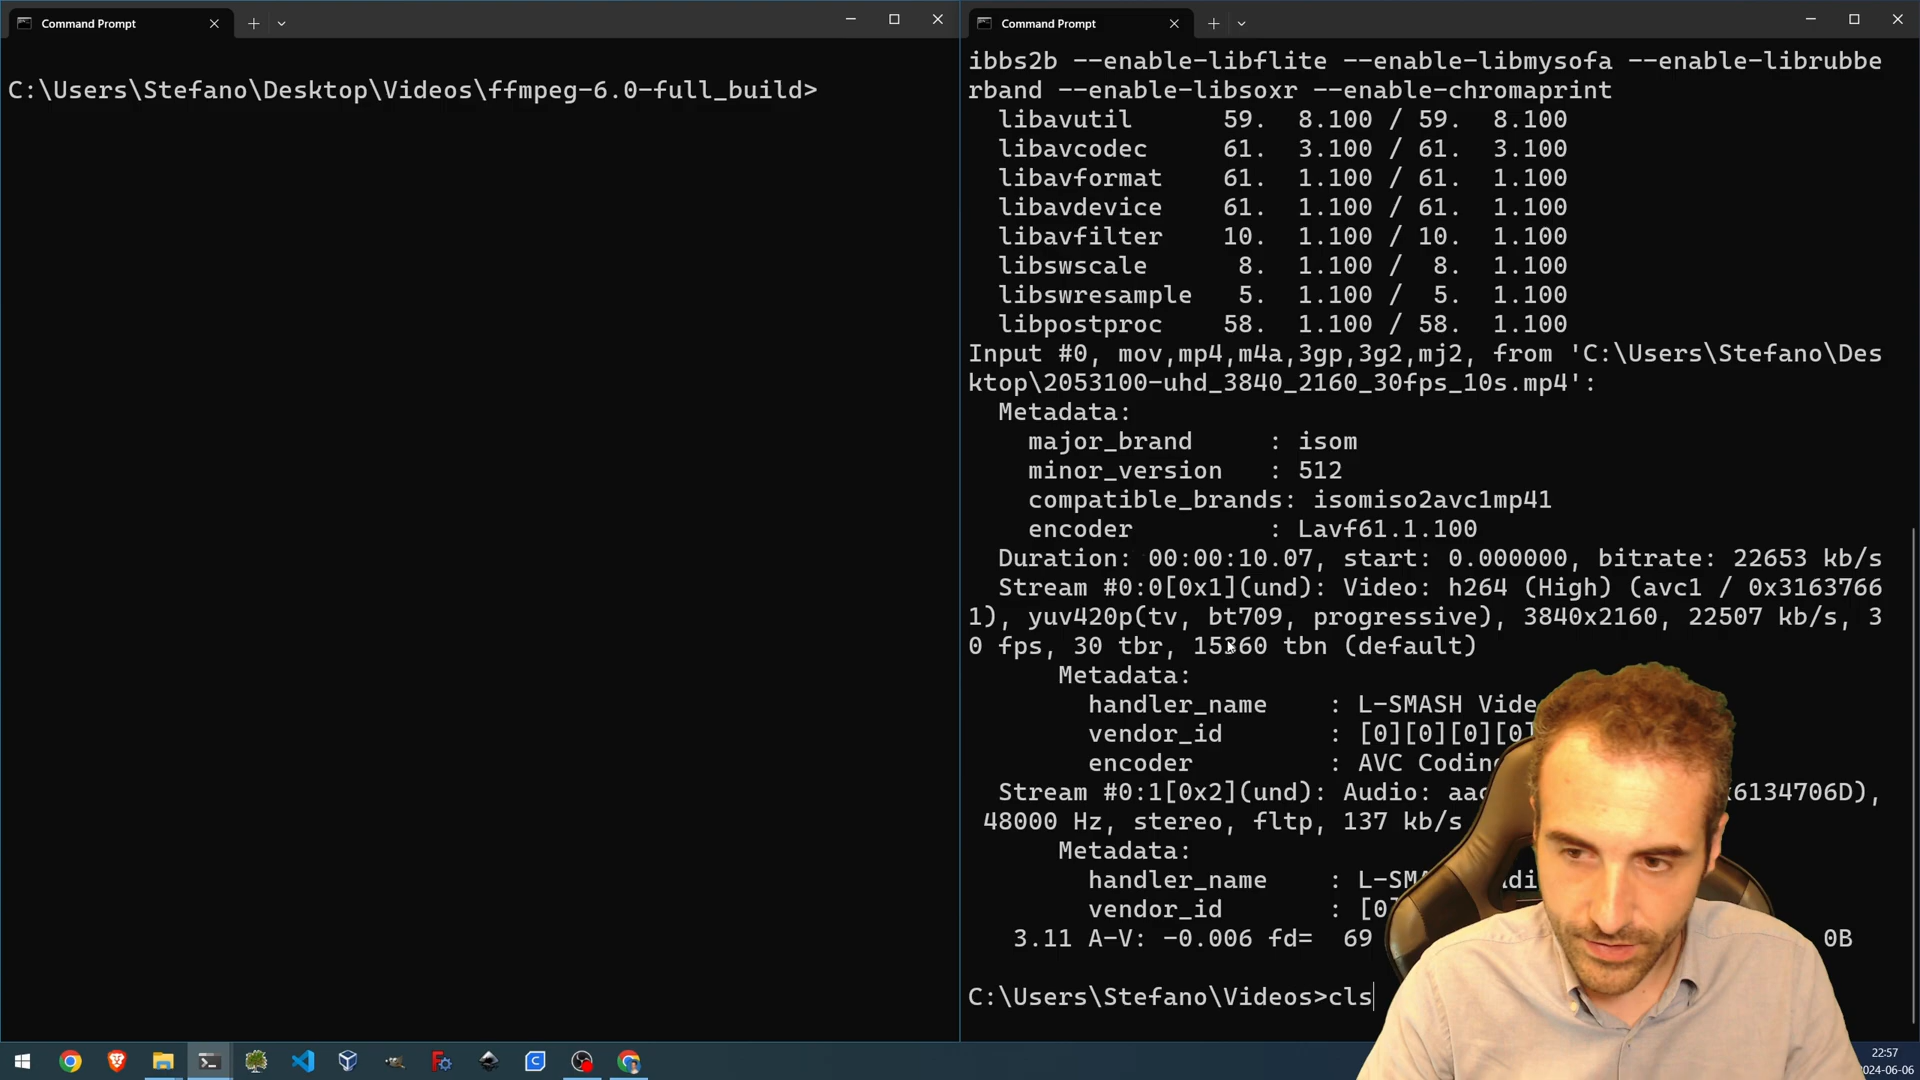 Command Prompt
C:\Users\Stefano\Desktop\Videos\ffmpeg-6.0-full_build>
Command Prompt
ibbs2b --enable-libflite --enable-libmysofa --enable-librubbe
rband --enable-libsoxr --enable-chromaprint
libavutil      59.  8.100 / 59.  8.100
libavcodec     61.  3.100 / 61.  3.100
libavformat    61.  1.100 / 61.  1.100
libavdevice    61.  1.100 / 61.  1.100
libavfilter    10.  1.100 / 10.  1.100
libswscale      8.  1.100 /  8.  1.100
libswresample   5.  1.100 /  5.  1.100
libpostproc    58.  1.100 / 58.  1.100
Input #0, mov,mp4,m4a,3gp,3g2,mj2, from 'C:\Users\Stefano\Des
ktop\2053100-uhd_3840_2160_30fps_10s.mp4':
Metadata:
major_brand     : isom
minor_version   : 512
compatible_brands: isomiso2avc1mp41
encoder         : Lavf61.1.100
Duration: 00:00:10.07, start: 0.000000, bitrate: 22653 kb/s
Stream #0:0[0x1](und): Video: h264 (High) (avc1 / 0x3163766
1), yuv420p(tv, bt709, progressive), 3840x2160, 22507 kb/s, 3
0 fps, 30 tbr, 15360 tbn (default)
Metadata:
handler_name    : L-SMASH Vide
vendor_id       : [0][0][0][0]
encoder         : AVC Coding
Stream #0:1[0x2](und): Audio: aac 6134706D),
48000 Hz, stereo, fltp, 137 kb/s
Metadata:
handler_name    : L-SMA
vendor_id       : [0]
3.11 A-V: -0.006 fd=  69 0B
C:\Users\Stefano\Videos>cls
22:57
2024-06-06